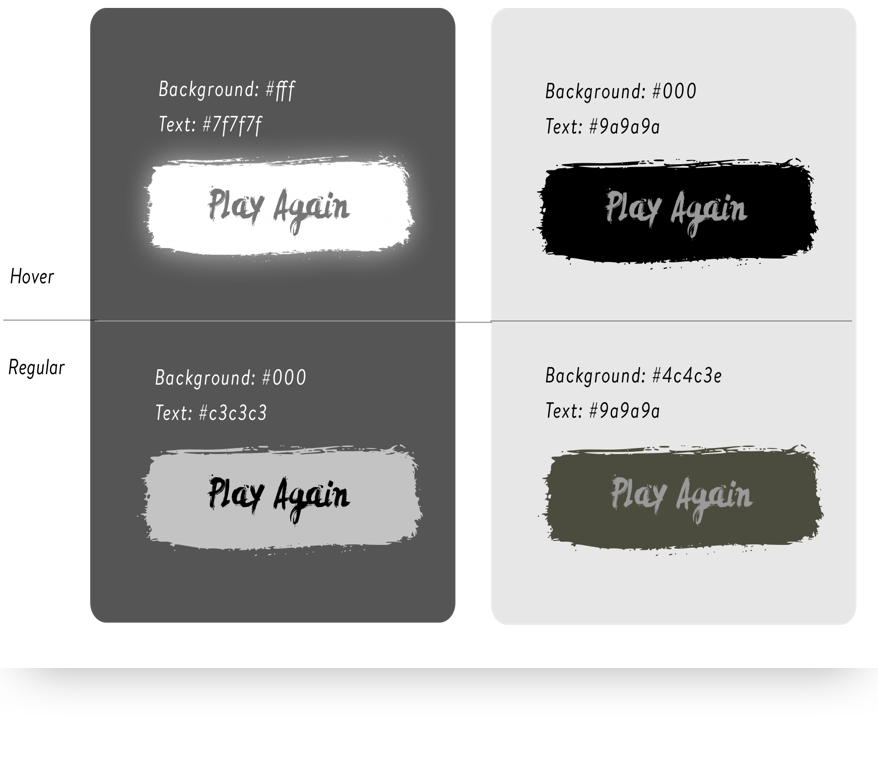 Background: #fff
Text: #7f7f7f
Play Again
Background: #000
Text: #9a9a9a
Play Again
Hover
Regular
Background: #000
Text: #c3c3c3
Play Again
Background: #4c4c3e
Text: #9a9a9a
Play Again